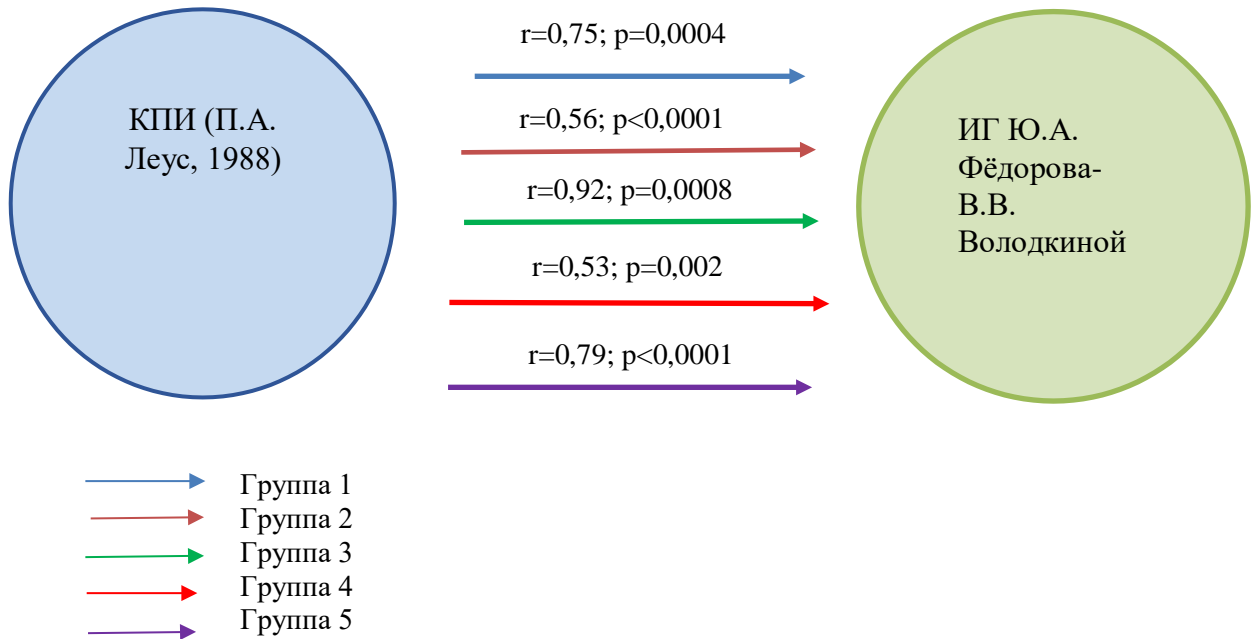 r=0,75; p=0,0004
КПИ (П.А.
Леус, 1988)
r=0,56; p<0,0001
r=0,92; p=0,0008
r=0,53; p=0,002
r=0,79; p<0,0001
ИГ Ю.А.
Фёдорова-
В.В.
Володкиной
Группа 1
Группа 2
Группа 3
Группа 4
Группа 5